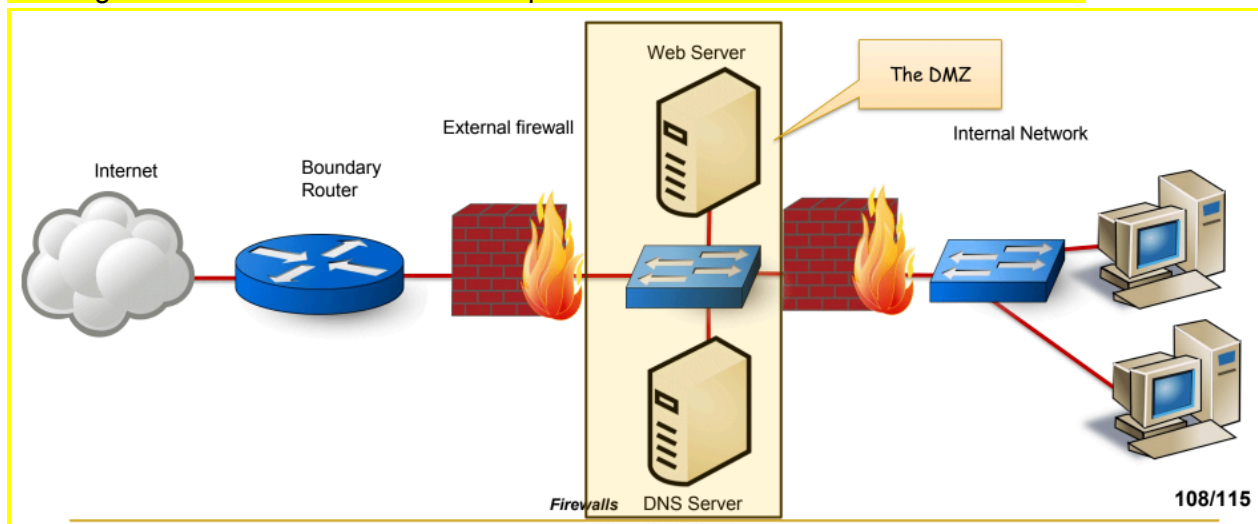 Web Server
The DMZ
External firewall
Internal Network
Internet
Boundary
Router
Firewalls
DNS Server
108/115